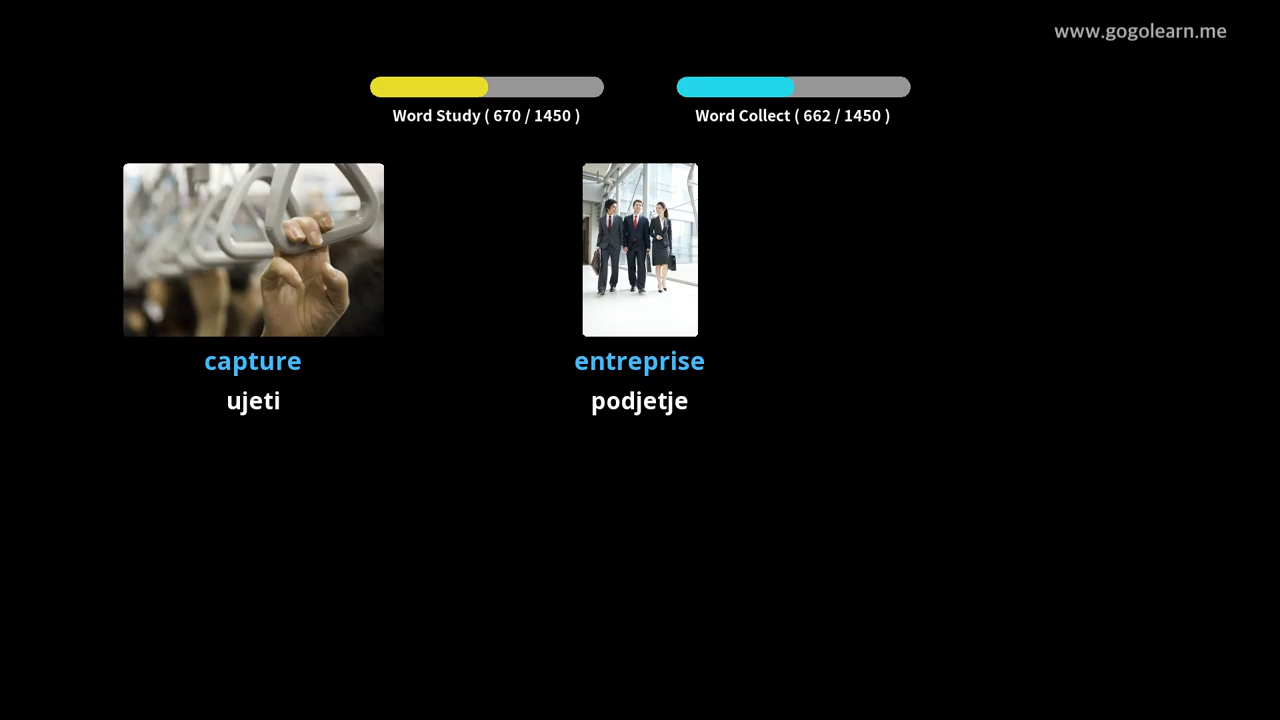 www.gogolearn.me
Word Study ( 670 / 1450 )
Word Collect ( 662 / 1450 )
capture
entreprise
ujeti
podjetje